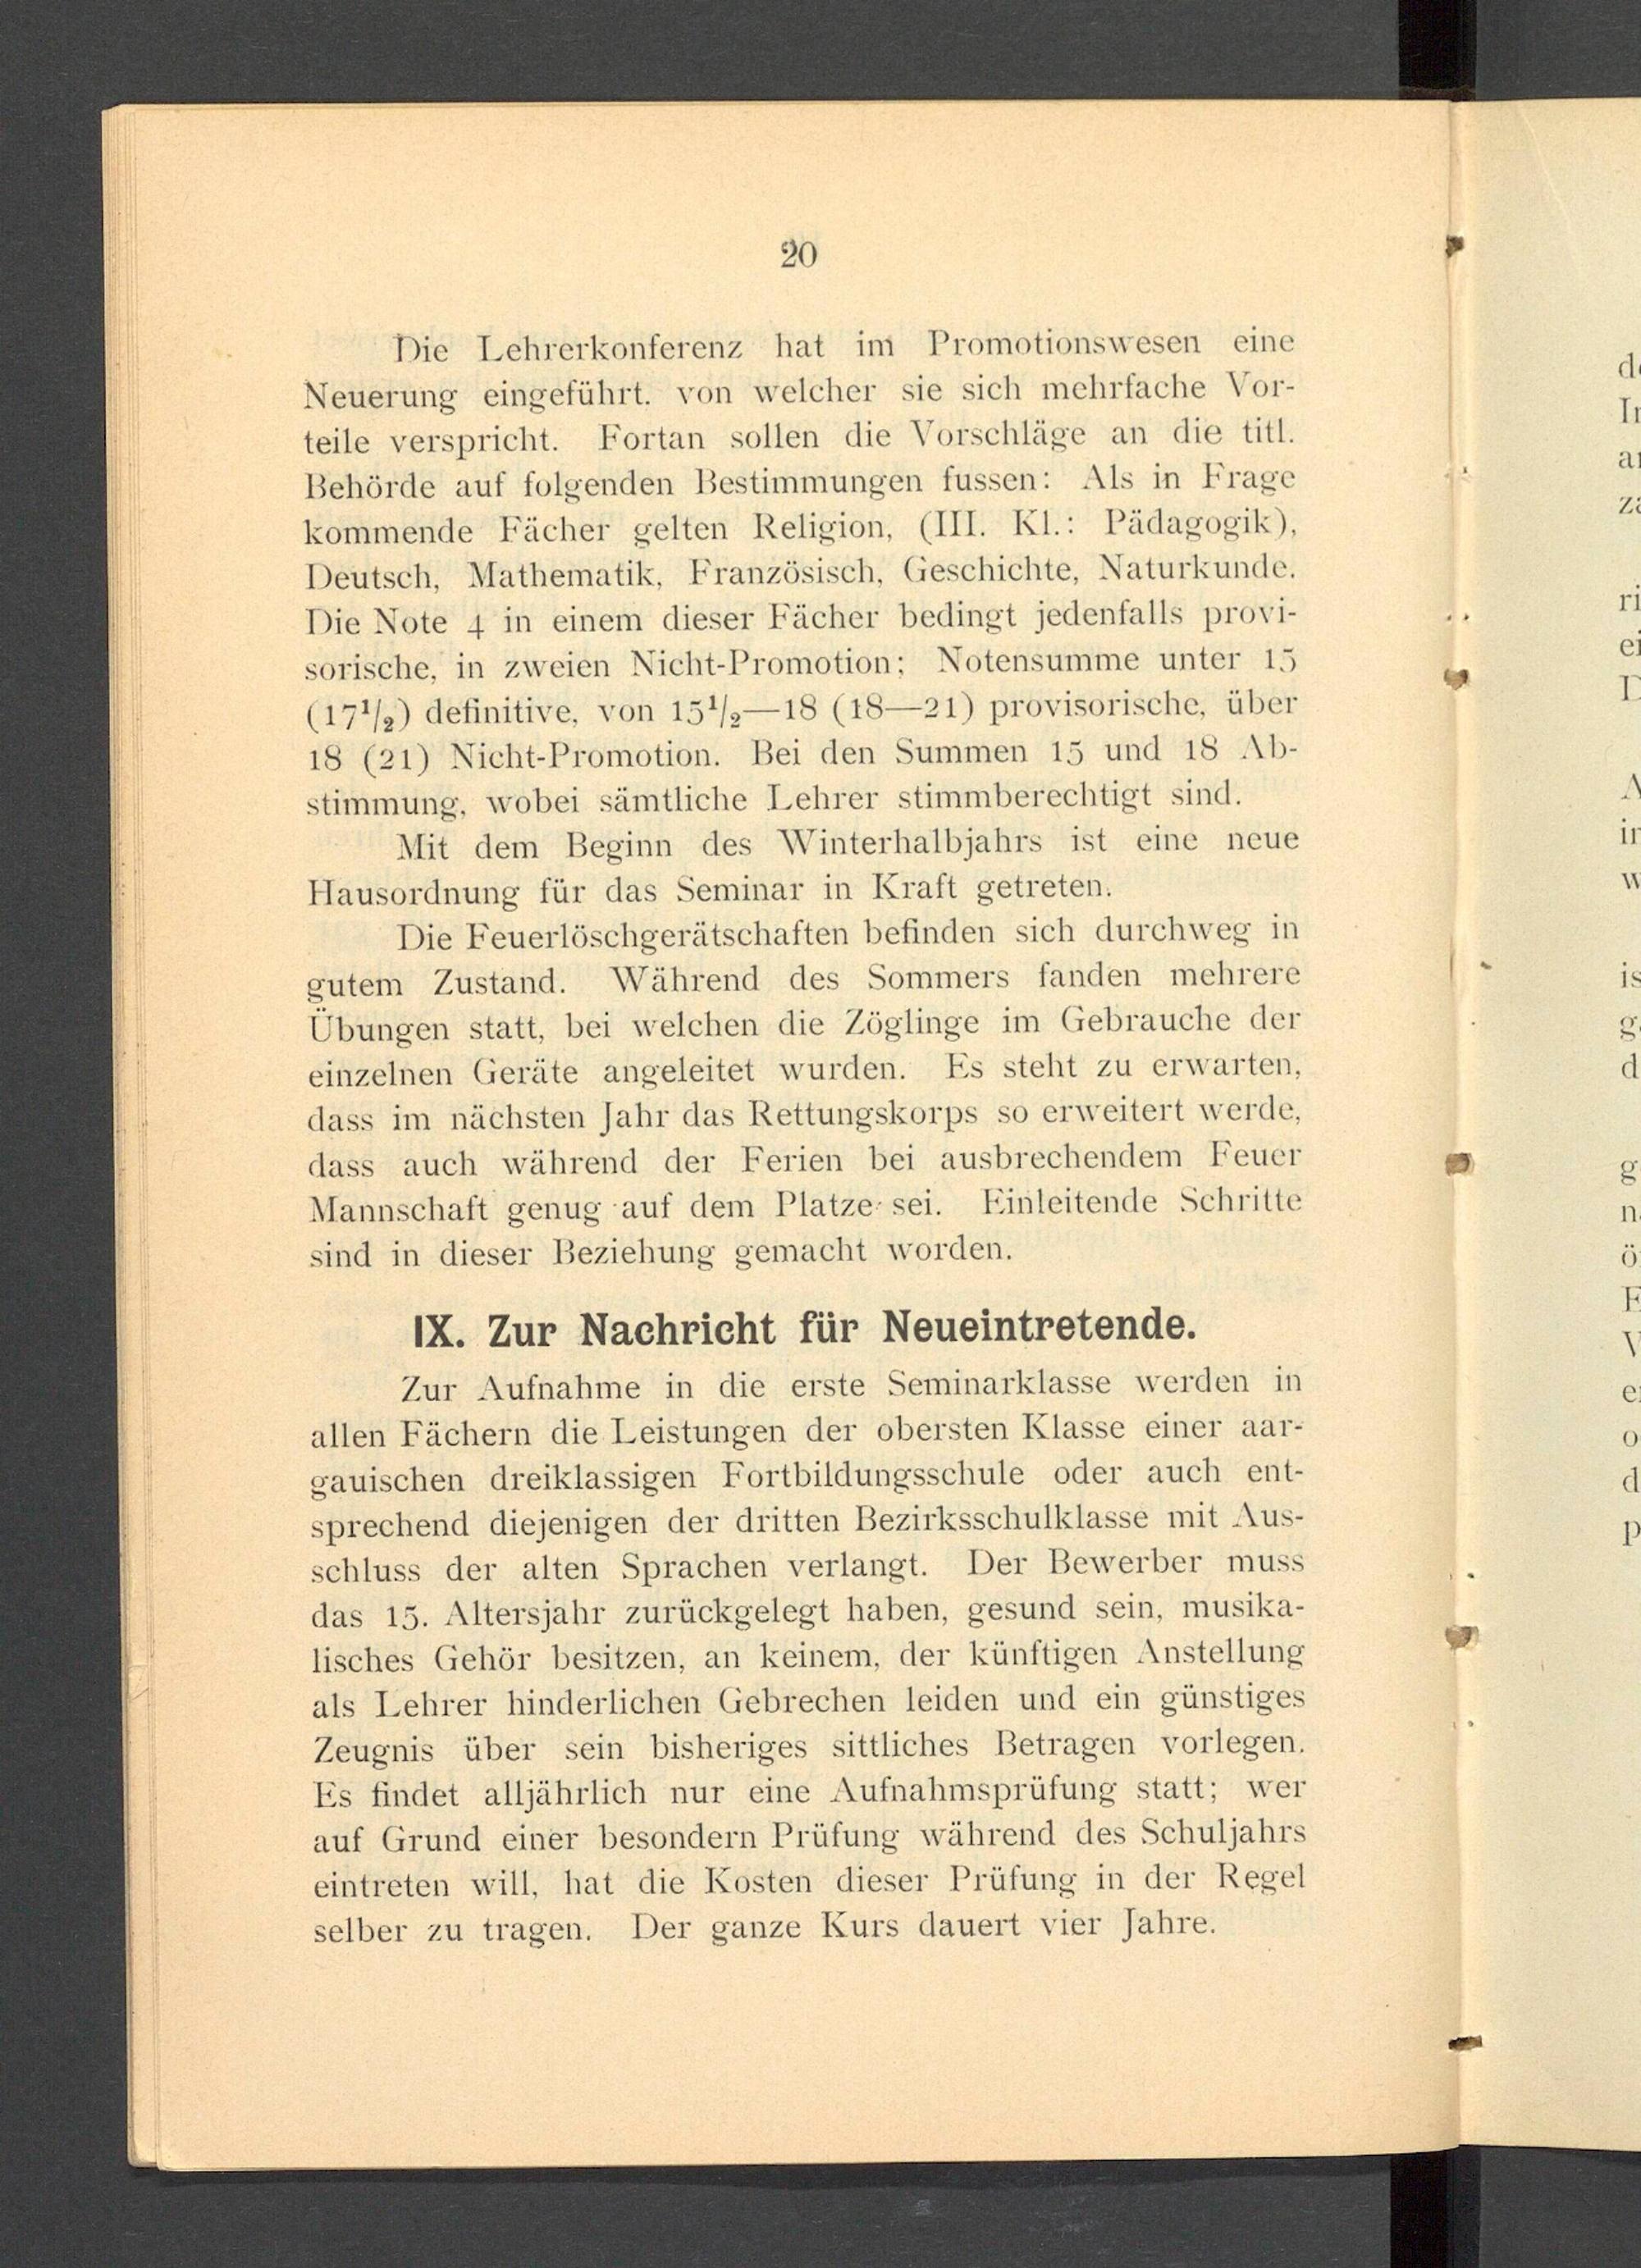 20
Die Lehrerkonferenz hat im Promotionswesen eine
Neuerung eingeführt. von welcher sie sich mehrfache Vor-
teile verspricht. Fortan sollen die Vorschläge an die titl.
Behörde auf folgenden Bestimmungen fussen: Als in Frage
kommende Fächer gelten Religion, (III. Kl.: Pädagogik),
Deutsch, Mathematik, Französisch, Geschichte, Naturkunde.
Die Note 4 in einem dieser Fächer bedingt jedenfalls provi-
sorische, in zweien Nicht-Promotion; Notensumme unter 15
(17¹/₂) definitive, von 15¹/₂—18 (18—21) provisorische, über
18 (21) Nicht-Promotion. Bei den Summen 15 und 18 Ab-
stimmung, wobei sämtliche Lehrer stimmberechtigt sind.
Mit dem Beginn des Winterhalbjahrs ist eine neue
Hausordnung für das Seminar in Kraft getreten.
Die Feuerlöschgerätschaften befinden sich durchweg in
gutem Zustand. Während des Sommers fanden mehrere
Übungen statt, bei welchen die Zöglinge im Gebrauche der
einzelnen Geräte angeleitet wurden. Es steht zu erwarten,
dass im nächsten Jahr das Rettungskorps so erweitert werde,
dass auch während der Ferien bei ausbrechendem Feuer
Mannschaft genug auf dem Platze sei. Einleitende Schritte
sind in dieser Beziehung gemacht worden.
IX. Zur Nachricht für Neueintretende.
Zur Aufnahme in die erste Seminarklasse werden in
allen Fächern die Leistungen der obersten Klasse einer aar-
gauischen dreiklassigen Fortbildungsschule oder auch ent-
sprechend diejenigen der dritten Bezirksschulklasse mit Aus-
schluss der alten Sprachen verlangt. Der Bewerber muss
das 15. Altersjahr zurückgelegt haben, gesund sein, musika-
lisches Gehör besitzen, an keinem, der künftigen Anstellung
als Lehrer hinderlichen Gebrechen leiden und ein günstiges
Zeugnis über sein bisheriges sittliches Betragen vorlegen.
Es findet alljährlich nur eine Aufnahmsprüfung statt; wer
auf Grund einer besondern Prüfung während des Schuljahrs
eintreten will, hat die Kosten dieser Prüfung in der Regel
selber zu tragen. Der ganze Kurs dauert vier Jahre.